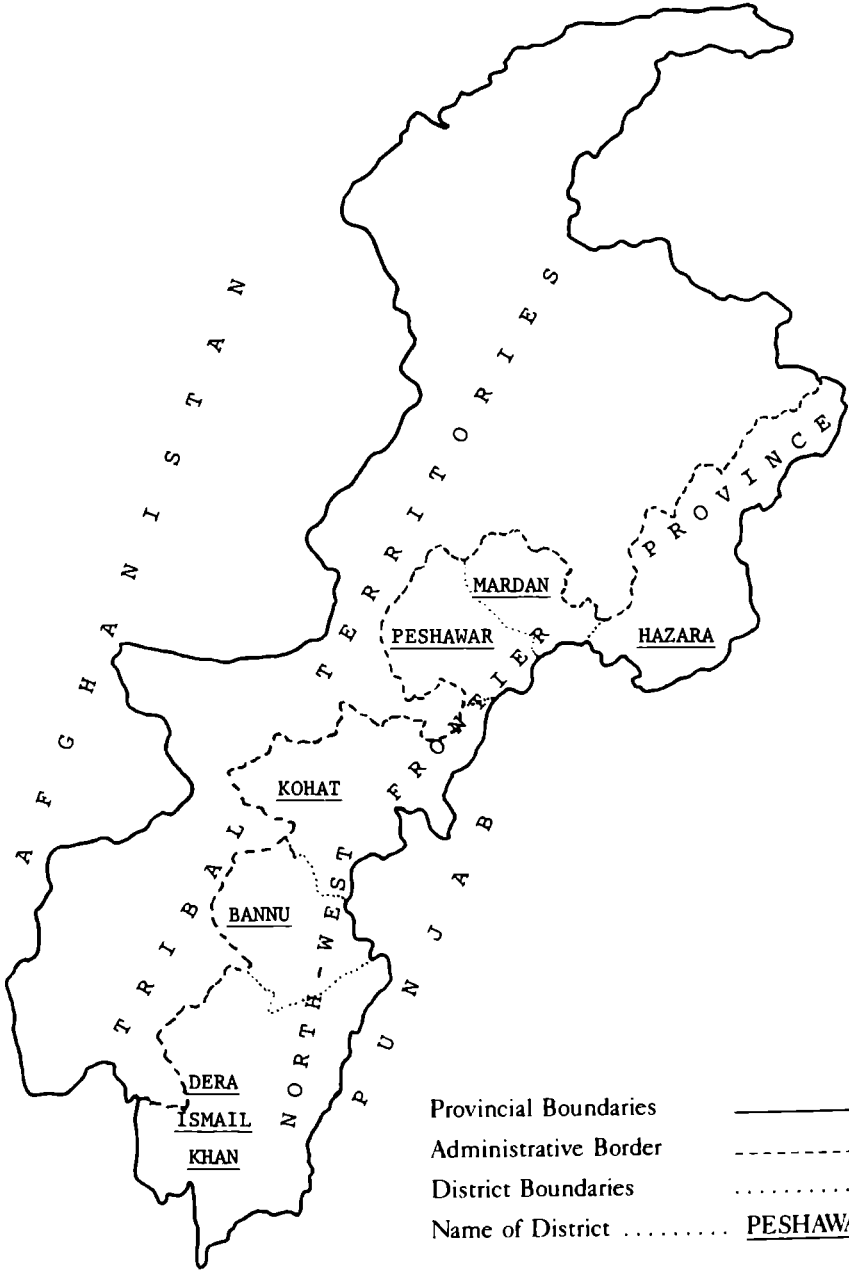 AFGHANISTAN
TRIBAL TERRITORIES
NORTH-WEST FRONTIER PROVINCE
PUNJAB
MARDAN
PESHAWAR
HAZARA
KOHAT
BANNU
DERA
ISMAIL
KHAN
Provincial Boundaries
Administrative Border
District Boundaries
Name of District ......... PESHAWA